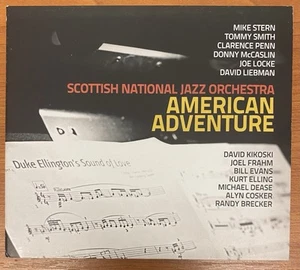 MIKE STERN
TOMMY SMITH
CLARENCE PENN
DONNY McCASLIN
JOE LOCKE
DAVID LIEBMAN
SCOTTISH NATIONAL JAZZ ORCHESTRA
AMERICAN
ADVENTURE
Duke Ellington's Sound of Love
DAVID KIKOSKI
JOEL FRAHM
BILL EVANS
KURT ELLING
MICHAEL DEASE
ALYN COSKER
RANDY BRECKER